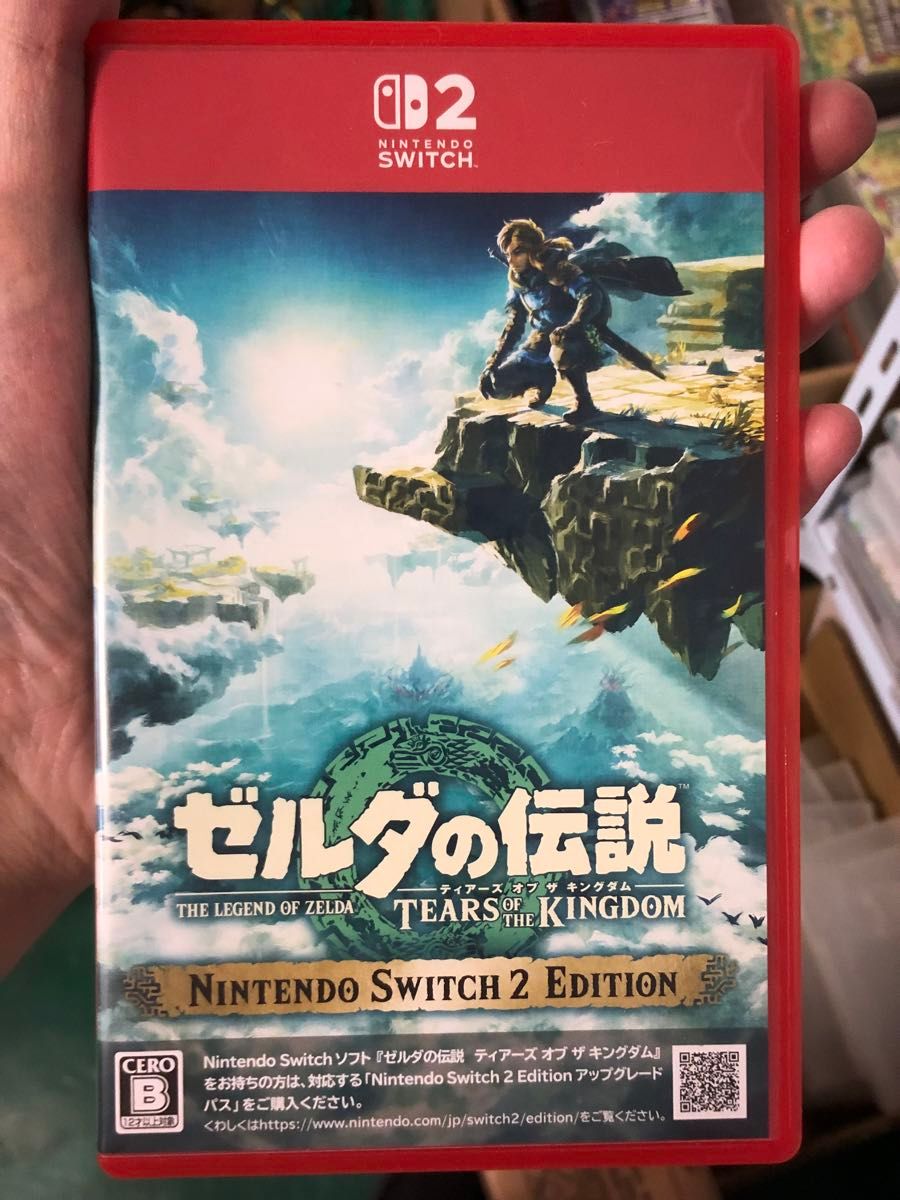 2
NINTENDO
SWITCH™
ゼルダの伝説™
ティアーズ オブ ザ キングダム
THE LEGEND OF ZELDA
TEARS OF THE KINGDOM
NINTENDO SWITCH 2 EDITION
CERO
B
12才以上対象
Nintendo Switch ソフト『ゼルダの伝説 ティアーズ オブ ザ キングダム』
をお持ちの方は、対応する「Nintendo Switch 2 Edition アップグレード
パス」をご購入ください。
くわしくはhttps://www.nintendo.com/jp/switch2/edition/をご覧ください。